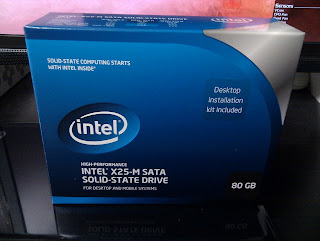 Sensors
SOLID-STATE COMPUTING STARTS
WITH INTEL INSIDE®
Desktop
Installation
kit Included
intel
HIGH-PERFORMANCE
INTEL® X25-M SATA
SOLID-STATE DRIVE
FOR DESKTOP AND MOBILE SYSTEMS
80 GB